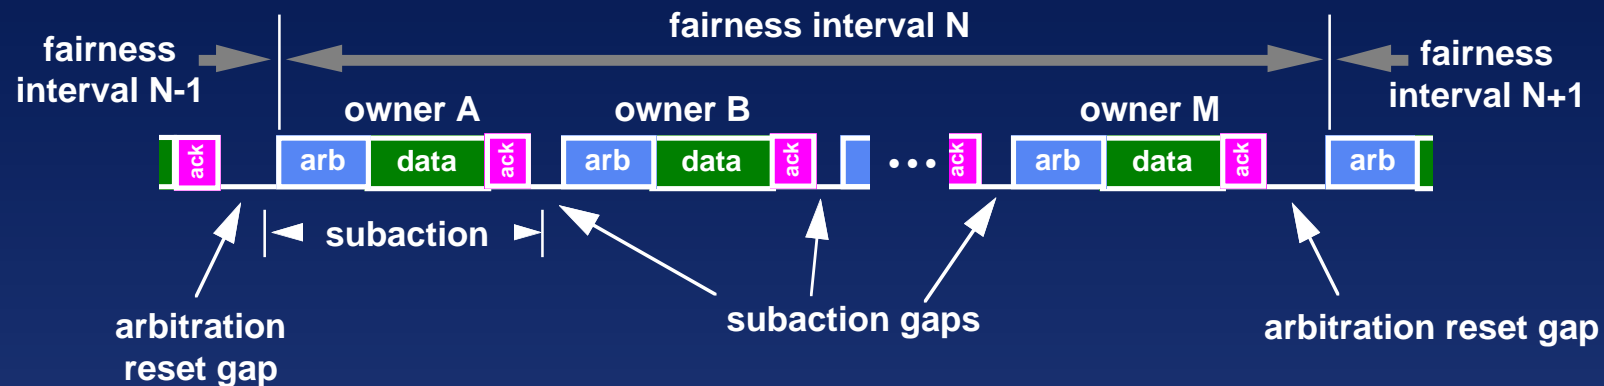 fairness interval N
fairness
interval N-1
fairness
interval N+1
owner A
owner B
owner M
ack
arb
data
ack
arb
data
ack
...
ack
arb
data
ack
arb
subaction
arbitration
reset gap
subaction gaps
arbitration reset gap